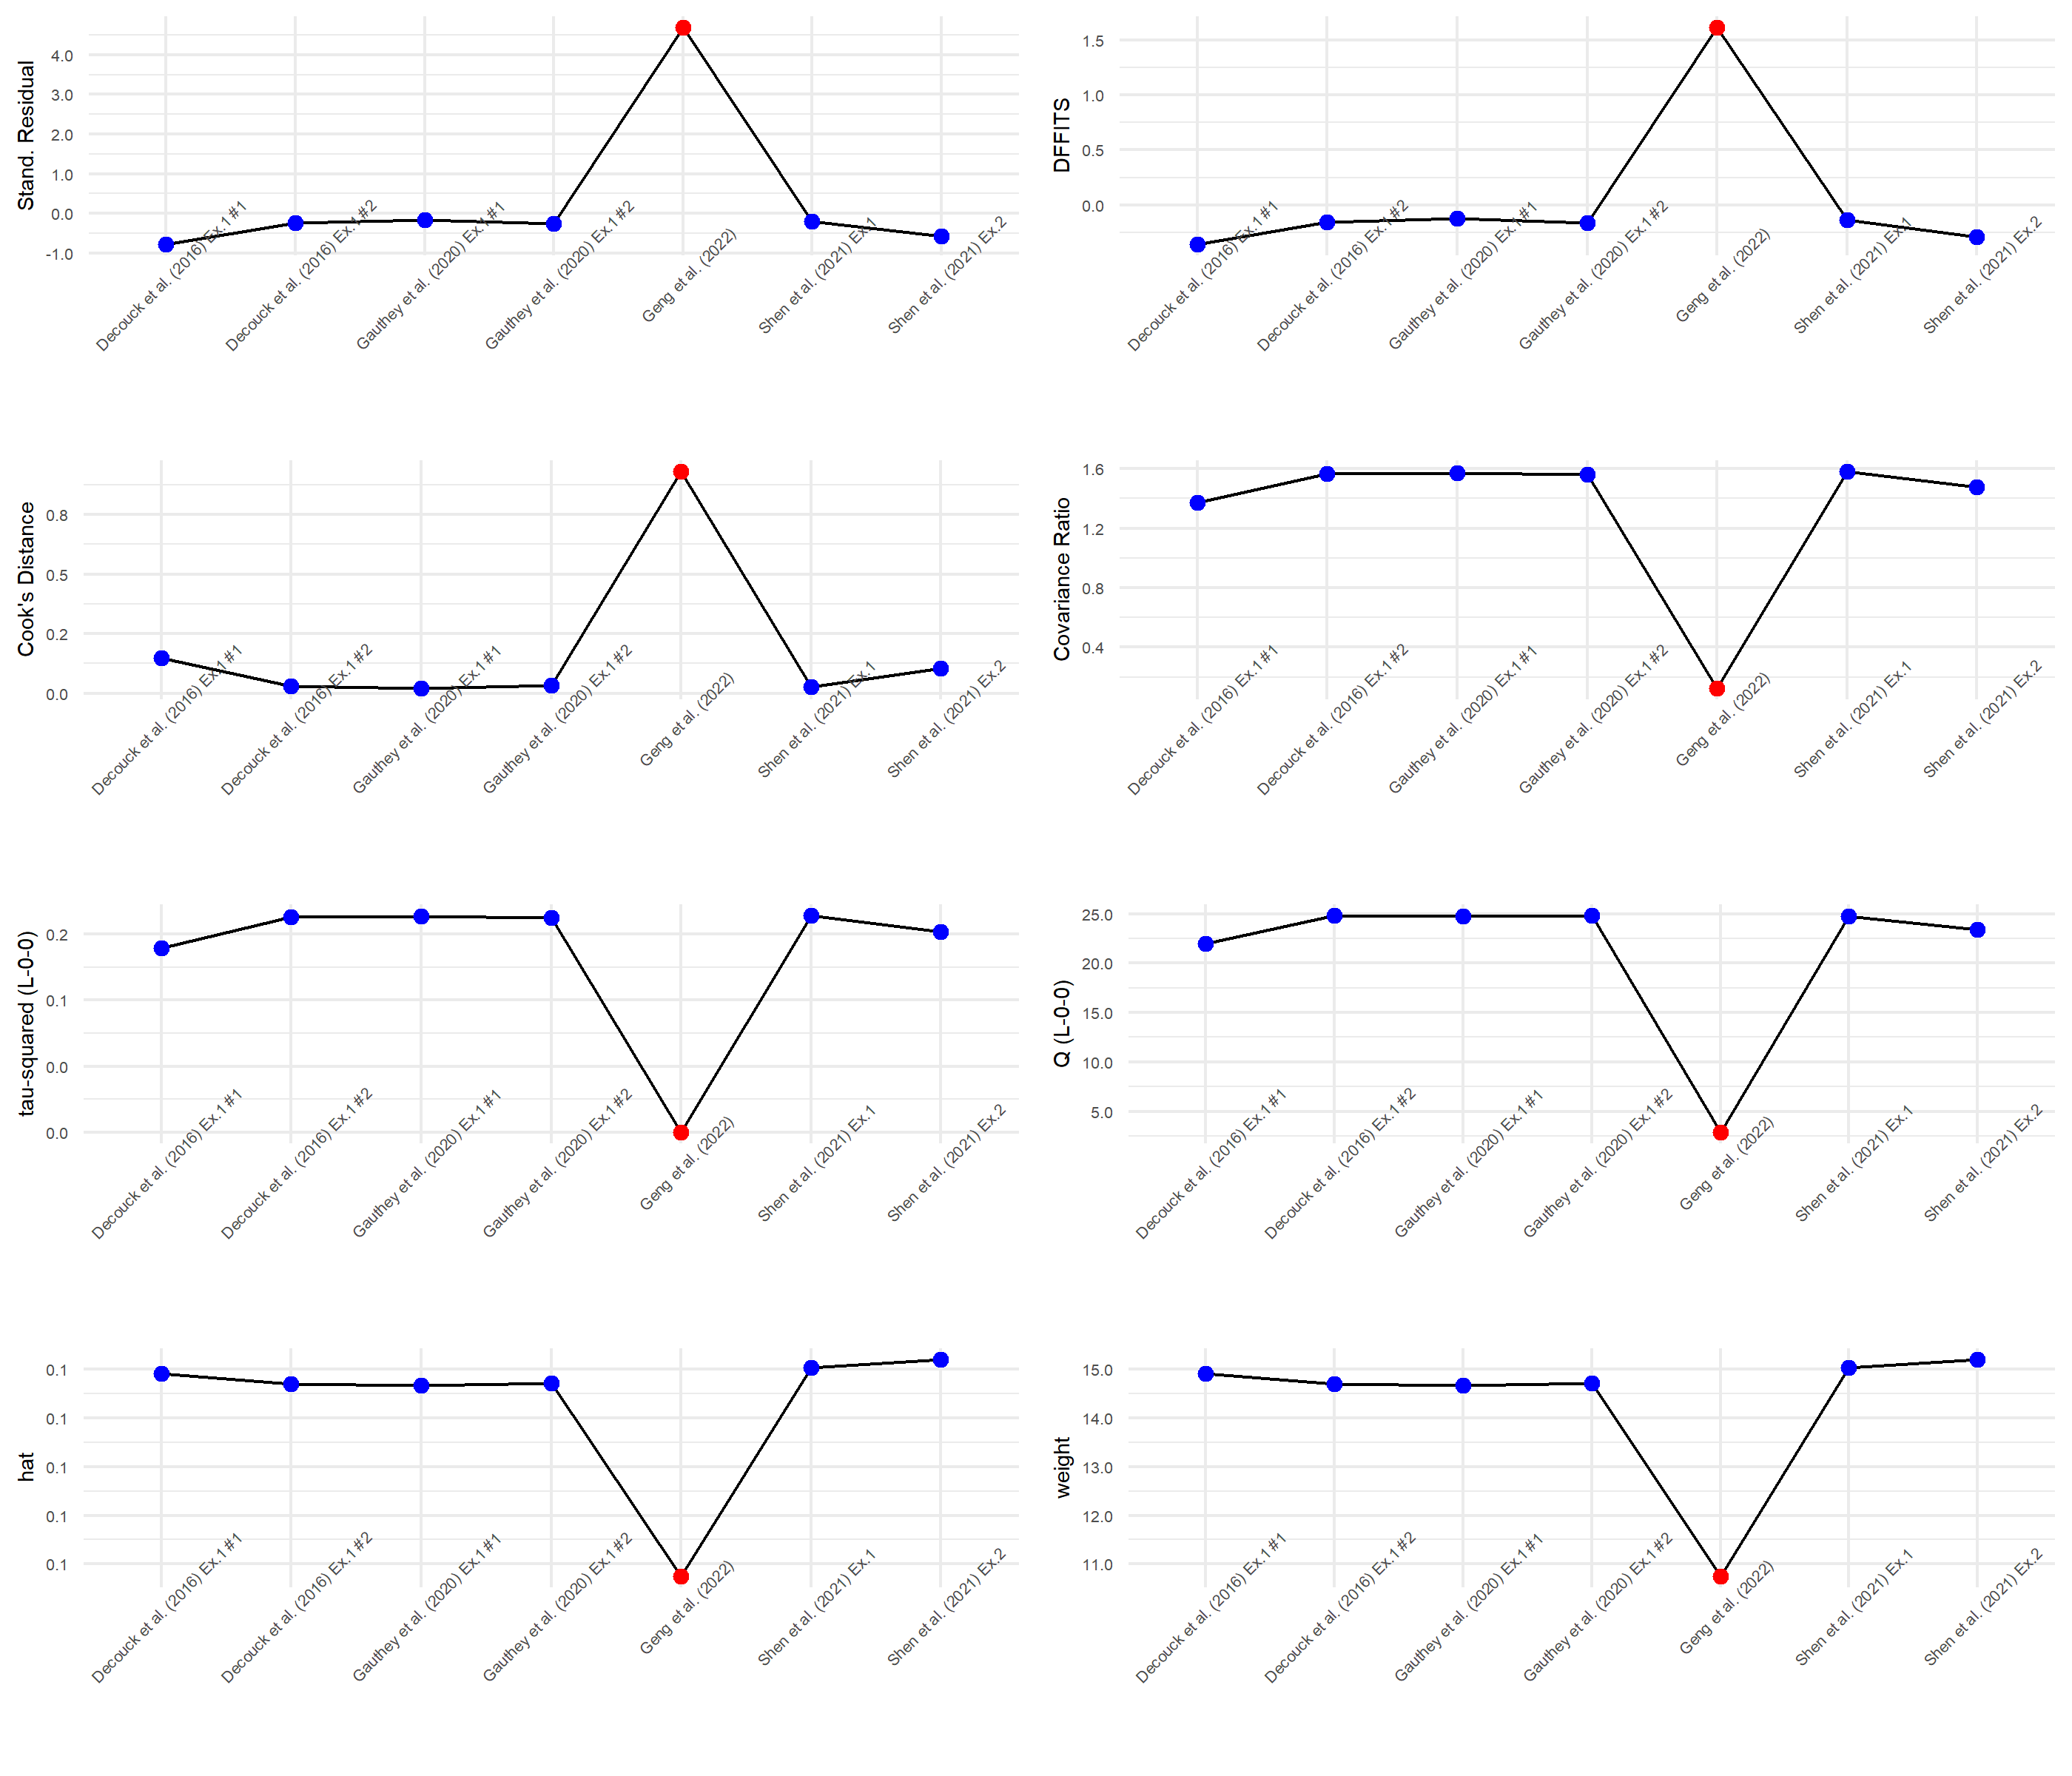 Stand. Residual
4.0
3.0
2.0
1.0
0.0
-1.0
Decouck et al. (2016) Ex.1 #1
Decouck et al. (2016) Ex.1 #2
Gauthey et al. (2020) Ex.1 #1
Gauthey et al. (2020) Ex.1 #2
Geng et al. (2022)
Shen et al. (2021) Ex.1
Shen et al. (2021) Ex.2
DFFITS
1.5
1.0
0.5
0.0
Decouck et al. (2016) Ex.1 #1
Decouck et al. (2016) Ex.1 #2
Gauthey et al. (2020) Ex.1 #1
Gauthey et al. (2020) Ex.1 #2
Geng et al. (2022)
Shen et al. (2021) Ex.1
Shen et al. (2021) Ex.2
Cook's Distance
0.8
0.5
0.2
0.0
Decouck et al. (2016) Ex.1 #1
Decouck et al. (2016) Ex.1 #2
Gauthey et al. (2020) Ex.1 #1
Gauthey et al. (2020) Ex.1 #2
Geng et al. (2022)
Shen et al. (2021) Ex.1
Shen et al. (2021) Ex.2
Covariance Ratio
1.6
1.2
0.8
0.4
Decouck et al. (2016) Ex.1 #1
Decouck et al. (2016) Ex.1 #2
Gauthey et al. (2020) Ex.1 #1
Gauthey et al. (2020) Ex.1 #2
Geng et al. (2022)
Shen et al. (2021) Ex.1
Shen et al. (2021) Ex.2
tau-squared (L-0-0)
0.2
0.1
0.0
0.0
Decouck et al. (2016) Ex.1 #1
Decouck et al. (2016) Ex.1 #2
Gauthey et al. (2020) Ex.1 #1
Gauthey et al. (2020) Ex.1 #2
Geng et al. (2022)
Shen et al. (2021) Ex.1
Shen et al. (2021) Ex.2
Q (L-0-0)
25.0
20.0
15.0
10.0
5.0
Decouck et al. (2016) Ex.1 #1
Decouck et al. (2016) Ex.1 #2
Gauthey et al. (2020) Ex.1 #1
Gauthey et al. (2020) Ex.1 #2
Geng et al. (2022)
Shen et al. (2021) Ex.1
Shen et al. (2021) Ex.2
hat
0.1
0.1
0.1
0.1
0.1
Decouck et al. (2016) Ex.1 #1
Decouck et al. (2016) Ex.1 #2
Gauthey et al. (2020) Ex.1 #1
Gauthey et al. (2020) Ex.1 #2
Geng et al. (2022)
Shen et al. (2021) Ex.1
Shen et al. (2021) Ex.2
weight
15.0
14.0
13.0
12.0
11.0
Decouck et al. (2016) Ex.1 #1
Decouck et al. (2016) Ex.1 #2
Gauthey et al. (2020) Ex.1 #1
Gauthey et al. (2020) Ex.1 #2
Geng et al. (2022)
Shen et al. (2021) Ex.1
Shen et al. (2021) Ex.2